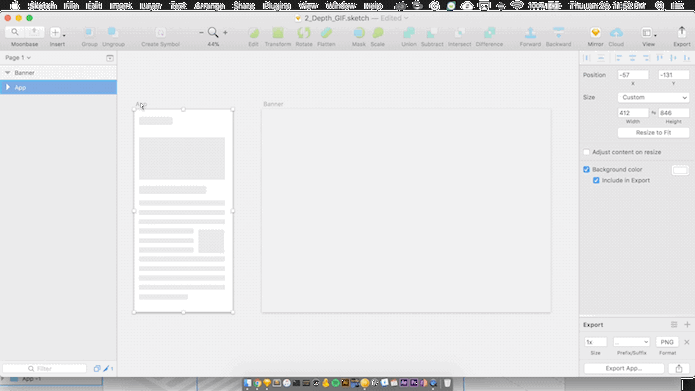 2_Depth_GIF.sketch — Edited
Moonbase Insert Group Ungroup Create Symbol 44% Edit Transform Rotate Flatten Mask Scale Union Subtract Intersect Difference Forward Backward Mirror Cloud View Export
Page 1
Banner
App
Filter
Banner
Position -57 -131
X Y
Size Custom
412 846
Width Height
Resize to Fit
Adjust content on resize
Background color
Include in Export
Export
1x PNG
Size Prefix/Suffix Format
Export App...